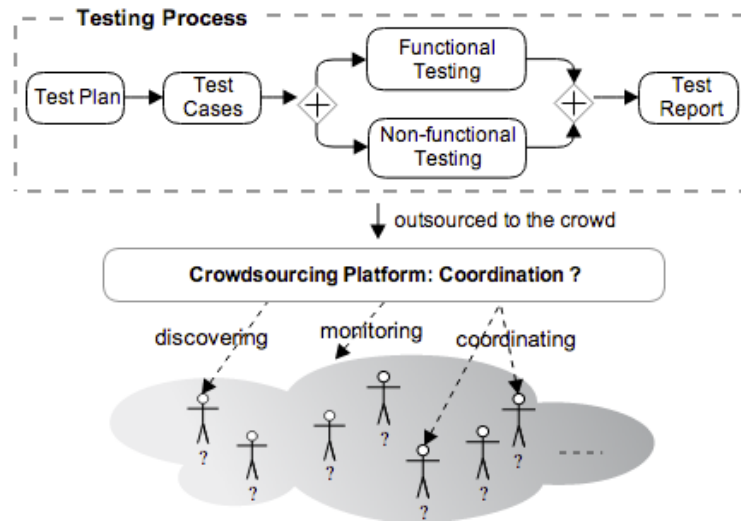 Testing Process
Test Plan
Test
Cases
Functional
Testing
Non-functional
Testing
Test
Report
outsourced to the crowd
Crowdsourcing Platform: Coordination ?
discovering
monitoring
coordinating
?
?
?
?
?
?
?